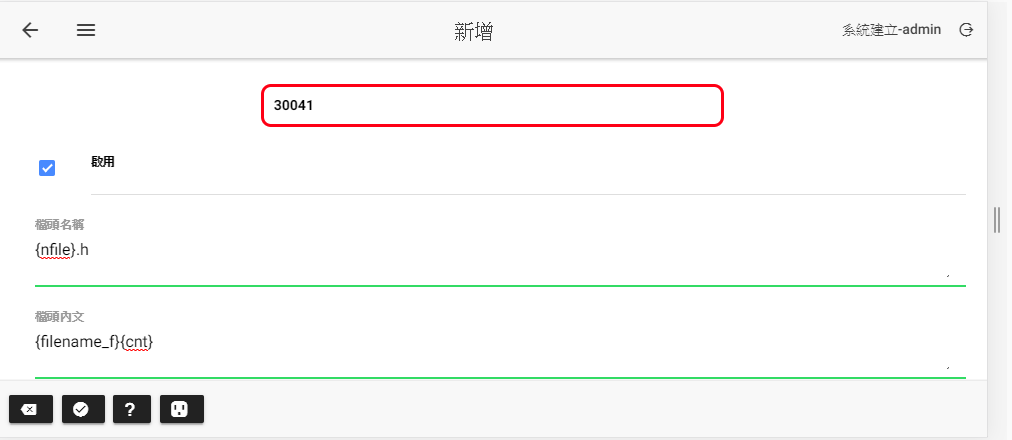 新增
系統建立-admin
30041
啟用
檔頭名稱
{nfile}.h
檔頭內文
{filename_f}{cnt}
?